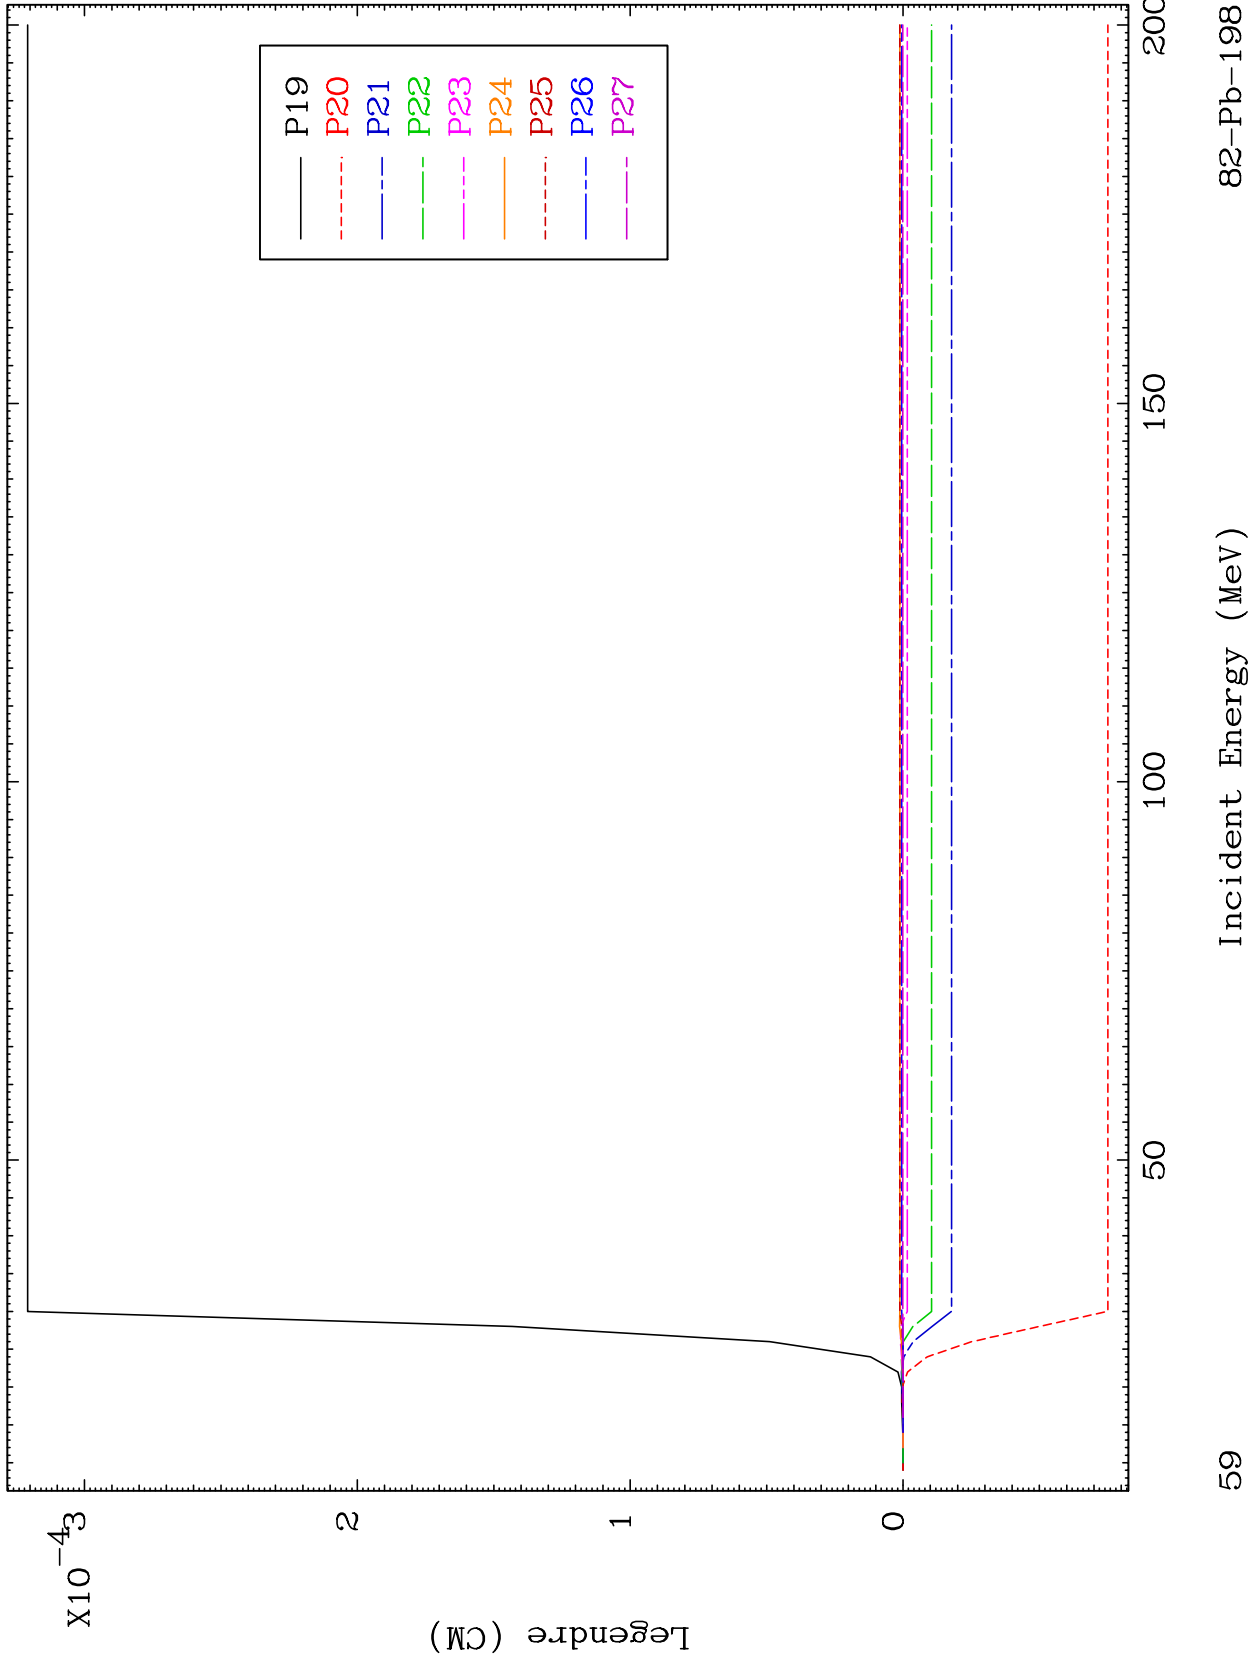 X10⁻⁴
3
2
1
0
Legendre (CM)
P19
P20
P21
P22
P23
P24
P25
P26
P27
50
100
150
200
Incident Energy (MeV)
59
82-Pb-198